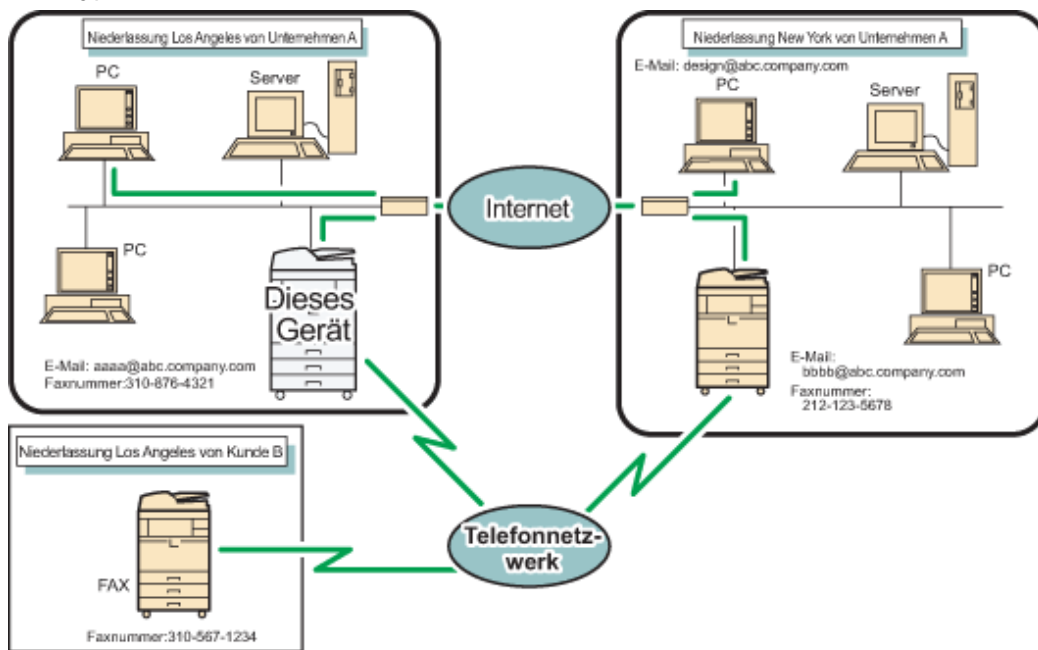 Niederlassung Los Angeles von Unternehmen A
PC
Server
PC
Dieses
Gerät
E-Mail: aaaa@abc.company.com
Faxnummer:310-876-4321
Internet
Niederlassung New York von Unternehmen A
E-Mail: design@abc.company.com
PC
Server
PC
E-Mail:
bbbb@abc.company.com
Faxnummer:
212-123-5678
Niederlassung Los Angeles von Kunde B
FAX
Faxnummer:310-567-1234
Telefonnetz-
werk